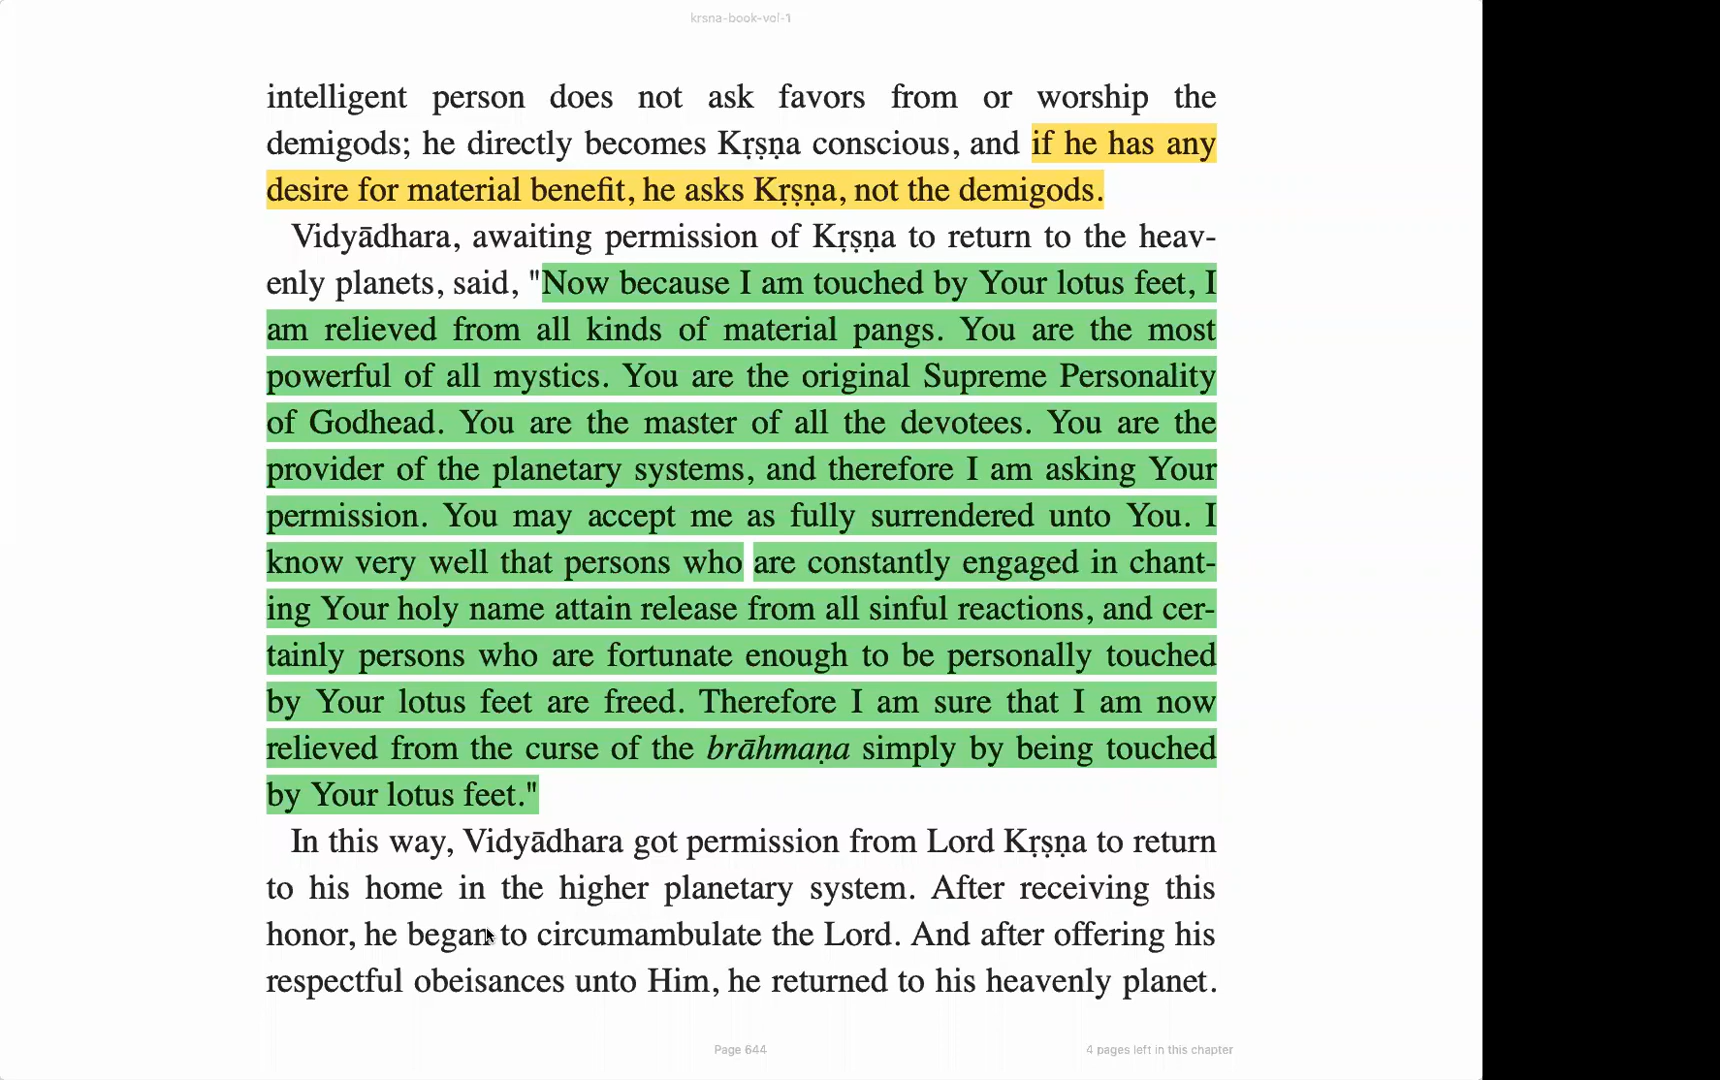 krsna-book-vol-1
intelligent person does not ask favors from or worship the
demigods; he directly becomes Kṛṣṇa conscious, and if he has any
desire for material benefit, he asks Kṛṣṇa, not the demigods.
Vidyādhara, awaiting permission of Kṛṣṇa to return to the heav-
enly planets, said, "Now because I am touched by Your lotus feet, I
am relieved from all kinds of material pangs. You are the most
powerful of all mystics. You are the original Supreme Personality
of Godhead. You are the master of all the devotees. You are the
provider of the planetary systems, and therefore I am asking Your
permission. You may accept me as fully surrendered unto You. I
know very well that persons who are constantly engaged in chant-
ing Your holy name attain release from all sinful reactions, and cer-
tainly persons who are fortunate enough to be personally touched
by Your lotus feet are freed. Therefore I am sure that I am now
relieved from the curse of the brāhmaṇa simply by being touched
by Your lotus feet."
In this way, Vidyādhara got permission from Lord Kṛṣṇa to return
to his home in the higher planetary system. After receiving this
honor, he began to circumambulate the Lord. And after offering his
respectful obeisances unto Him, he returned to his heavenly planet.
Page 644
4 pages left in this chapter